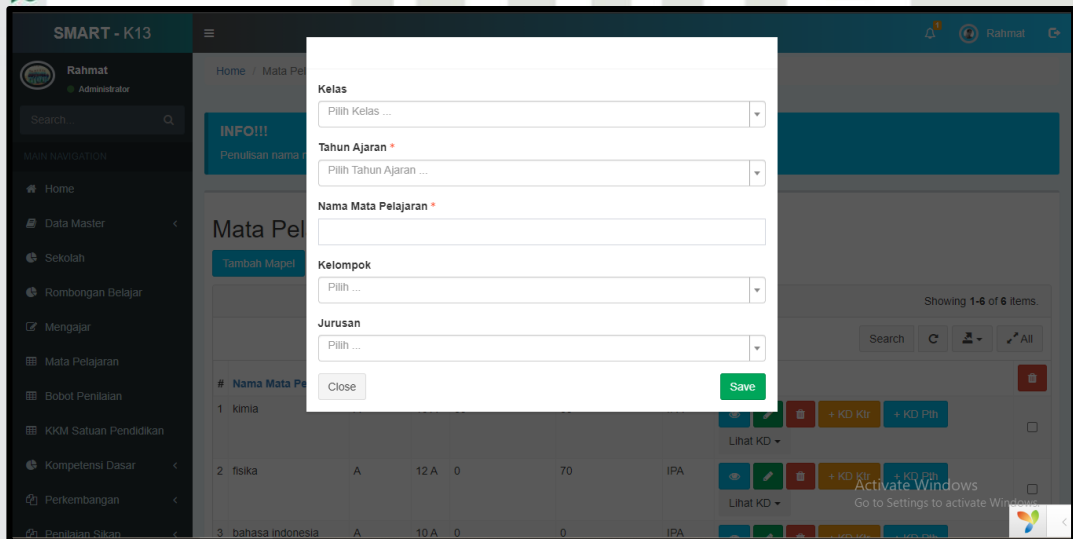 SMART - K13
Rahmat
Rahmat
Administrator
Search...
MAIN NAVIGATION
Home
Data Master
Sekolah
Rombongan Belajar
Mengajar
Mata Pelajaran
Bobot Penilaian
KKM Satuan Pendidikan
Kompetensi Dasar
Perkembangan
Penilaian Sikap
Home / Mata Pel
INFO!!!
Penulisan nama
Mata Pel
Tambah Mapel
Kelas
Pilih Kelas ...
Tahun Ajaran *
Pilih Tahun Ajaran ...
Nama Mata Pelajaran *
Kelompok
Pilih ...
Jurusan
Pilih ...
Close Save
Showing 1-6 of 6 items.
Search All
# Nama Mata Pe
1 kimia
+ KD Ktr + KD Pth
Lihat KD
2 fisika A 12 A 0 70 IPA + KD Ktr + KD Pth
Lihat KD
3 bahasa indonesia A 10 A 0 0 IPA
Activate Windows
Go to Settings to activate Windows.